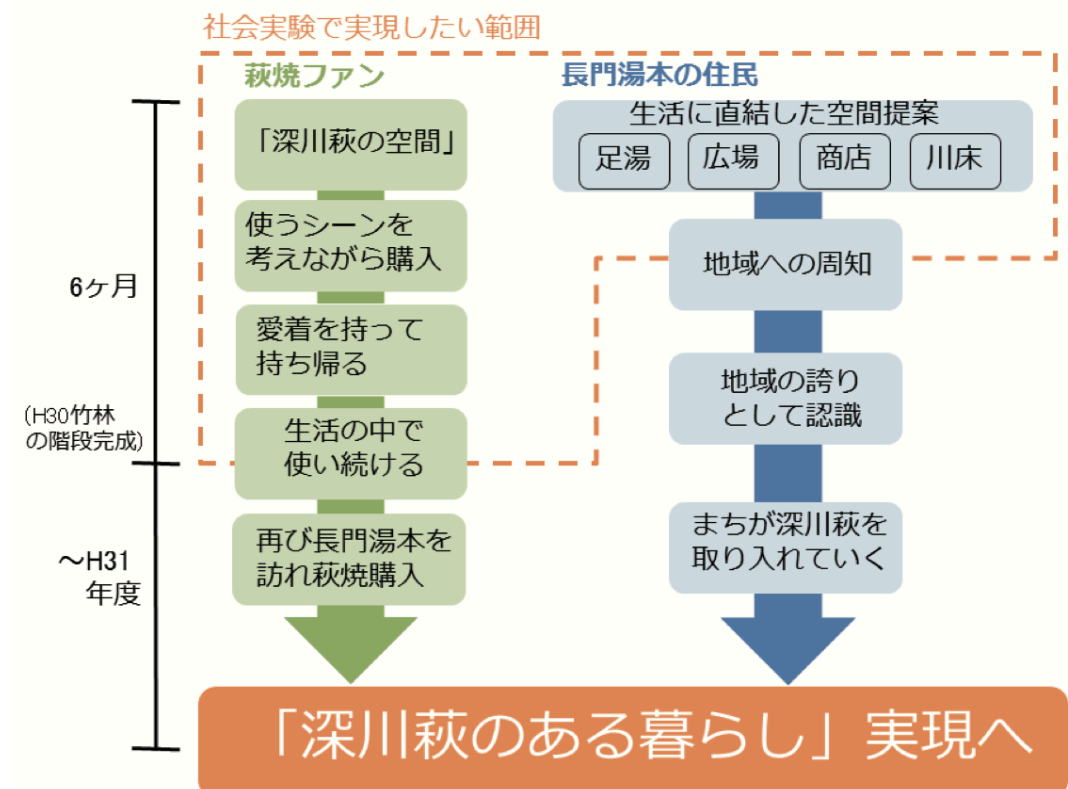 社会実験で実現したい範囲
萩焼ファン
「深川萩の空間」
使うシーンを
考えながら購入
愛着を持って
持ち帰る
生活の中で
使い続ける
再び長門湯本を
訪れ萩焼購入
長門湯本の住民
生活に直結した空間提案
足湯 広場 商店 川床
地域への周知
地域の誇り
として認識
まちが深川萩を
取り入れていく
6ヶ月
(H30竹林
の階段完成)
～H31
年度
「深川萩のある暮らし」実現へ